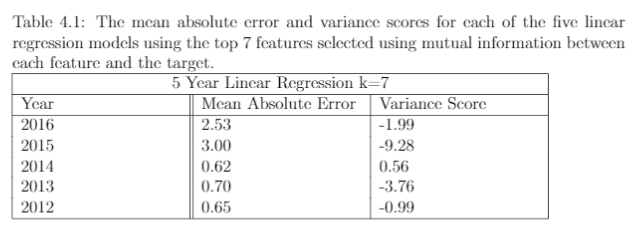 Table 4.1: The mean absolute error and variance scores for each of the five linear
regression models using the top 7 features selected using mutual information between
each feature and the target.
5 Year Linear Regression k=7
Year Mean Absolute Error Variance Score
2016 2.53 -1.99
2015 3.00 -9.28
2014 0.62 0.56
2013 0.70 -3.76
2012 0.65 -0.99